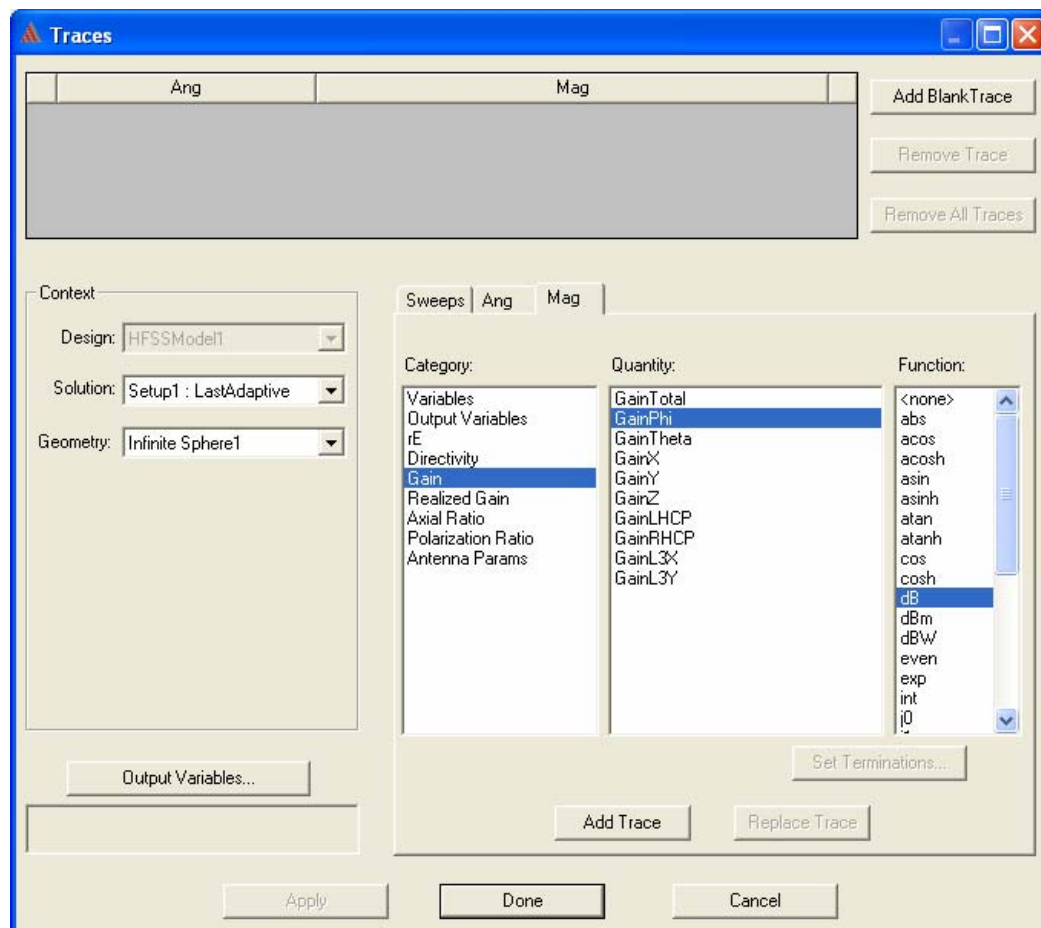 Traces
Ang Mag
Add BlankTrace
Remove Trace
Remove All Traces
Context
Design: HFSSModel1
Solution: Setup1 : LastAdaptive
Geometry: Infinite Sphere1
Output Variables...
Sweeps Ang Mag
Category:
Variables
Output Variables
rE
Directivity
Gain
Realized Gain
Axial Ratio
Polarization Ratio
Antenna Params
Quantity:
GainTotal
GainPhi
GainTheta
GainX
GainY
GainZ
GainLHCP
GainRHCP
GainL3X
GainL3Y
Function:
<none>
abs
acos
acosh
asin
asinh
atan
atanh
cos
cosh
dB
dBm
dBW
even
exp
int
j0
Set Terminations...
Add Trace Replace Trace
Apply Done Cancel